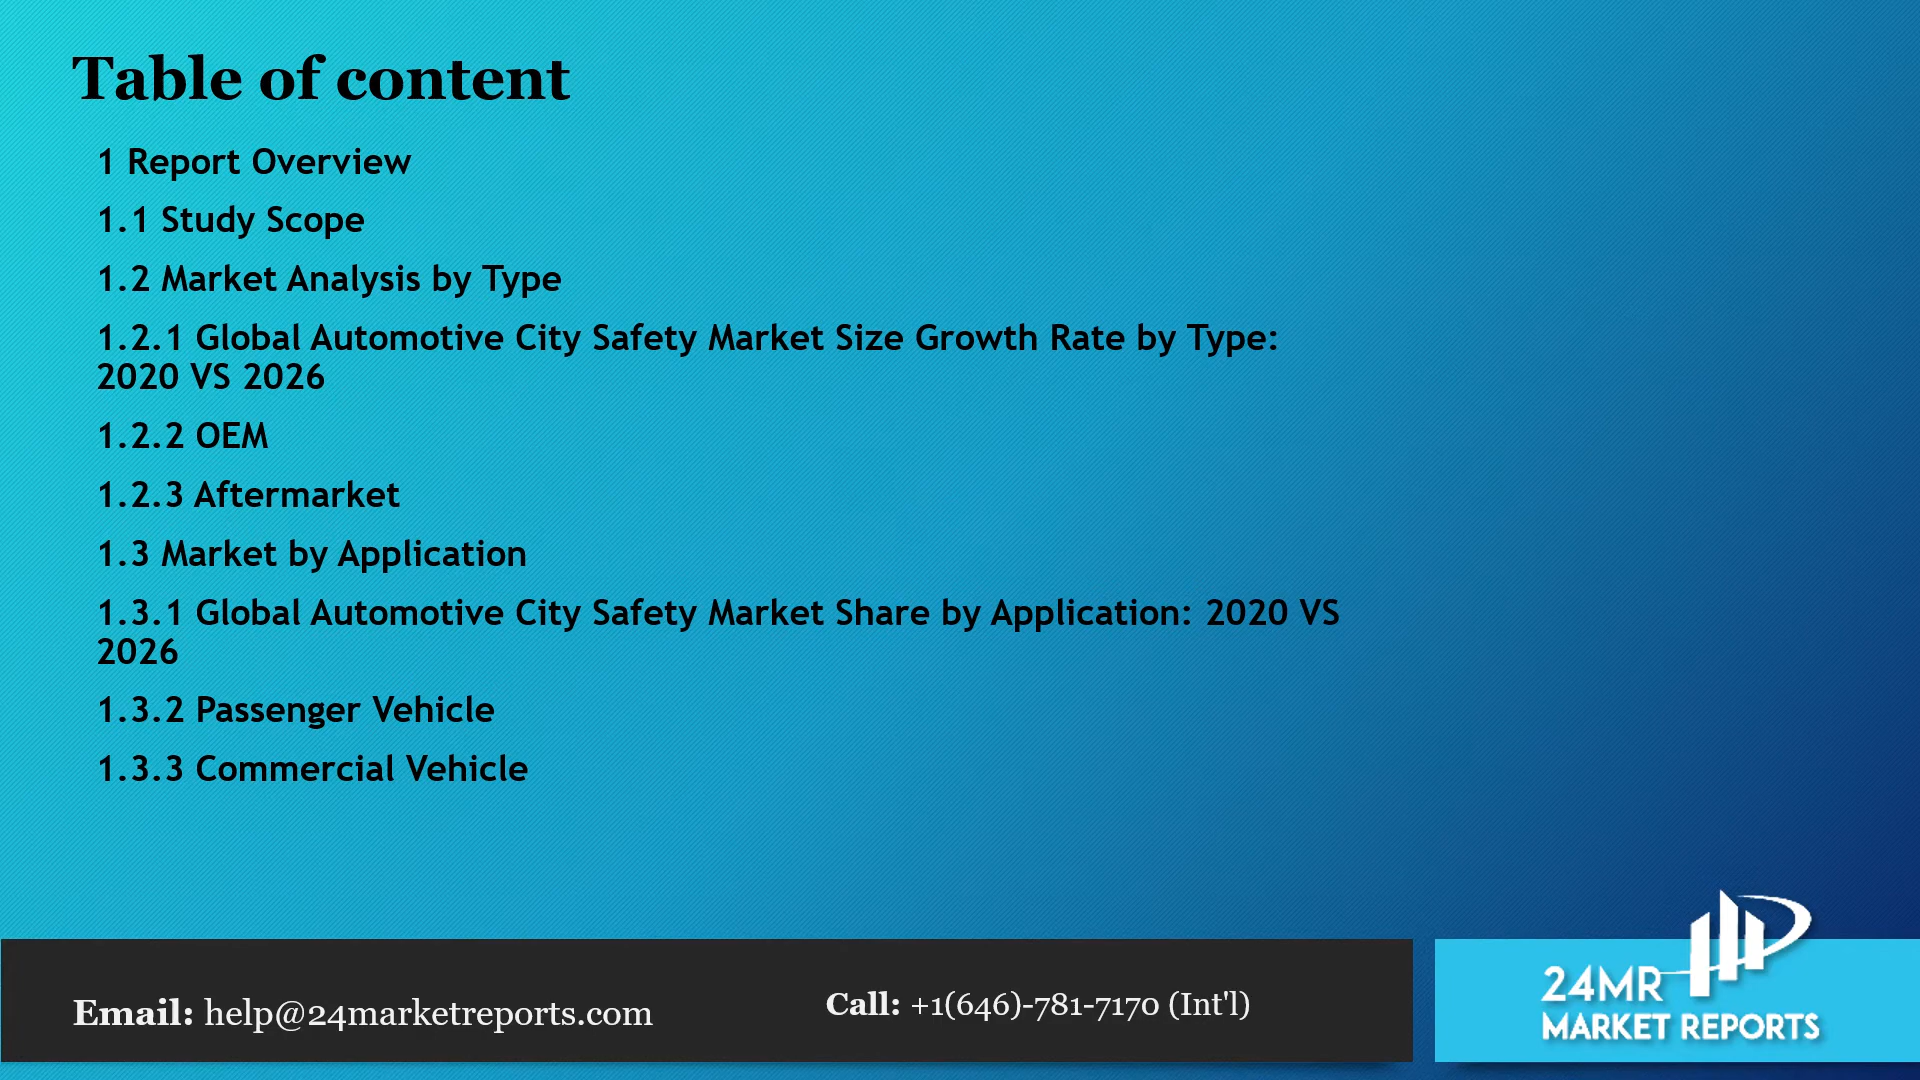 Table of content
1 Report Overview
1.1 Study Scope
1.2 Market Analysis by Type
1.2.1 Global Automotive City Safety Market Size Growth Rate by Type:
2020 VS 2026
1.2.2 OEM
1.2.3 Aftermarket
1.3 Market by Application
1.3.1 Global Automotive City Safety Market Share by Application: 2020 VS
2026
1.3.2 Passenger Vehicle
1.3.3 Commercial Vehicle
Email: help@24marketreports.com
Call: +1(646)-781-7170 (Int'l)
24MR
MARKET REPORTS